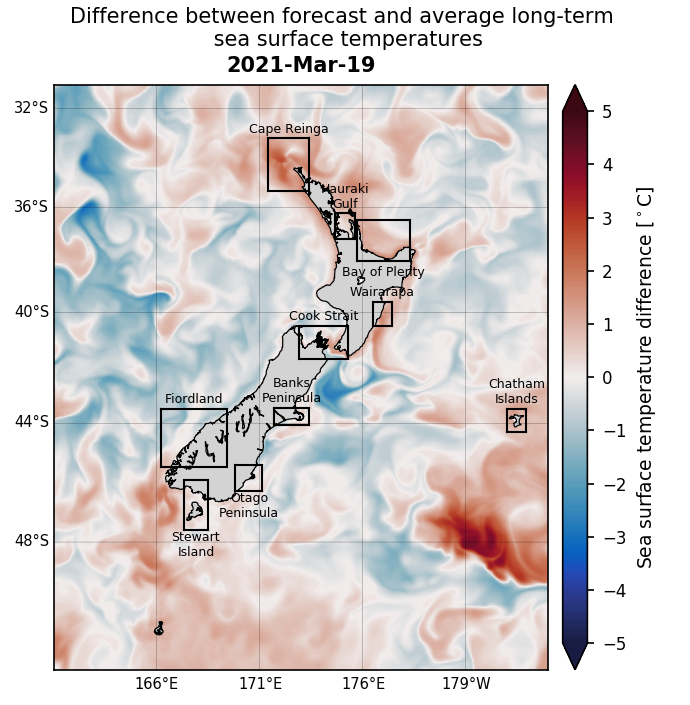 Difference between forecast and average long-term
sea surface temperatures
2021-Mar-19
32°S
36°S
40°S
44°S
48°S
166°E
171°E
176°E
179°W
Cape Reinga
Hauraki
Gulf
Bay of Plenty
Wairarapa
Cook Strait
Banks
Peninsula
Chatham
Islands
Fiordland
Otago
Peninsula
Stewart
Island
5
4
3
2
1
0
−1
−2
−3
−4
−5
Sea surface temperature difference [°C]